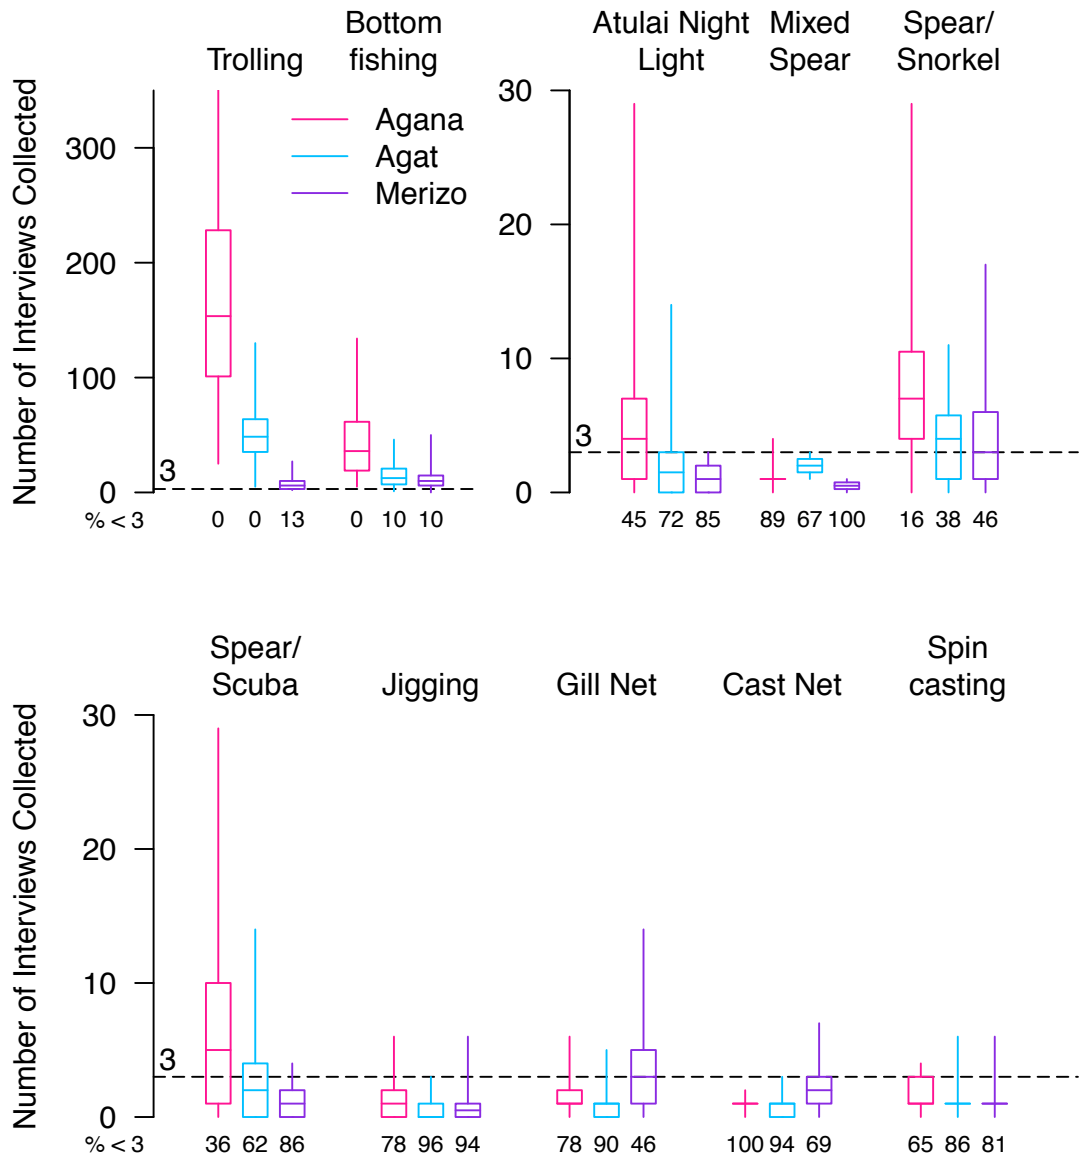 Bottom
Trolling fishing
Number of Interviews Collected
300
200
100
0
3
Agana
Agat
Merizo
% < 3 0 0 13 0 10 10
Atulai Night Mixed Spear/
Light Spear Snorkel
30
20
10
0
3
45 72 85 89 67 100 16 38 46
Spear/ Spin
Scuba Jigging Gill Net Cast Net casting
Number of Interviews Collected
30
20
10
0
3
% < 3 36 62 86 78 96 94 78 90 46 100 94 69 65 86 81